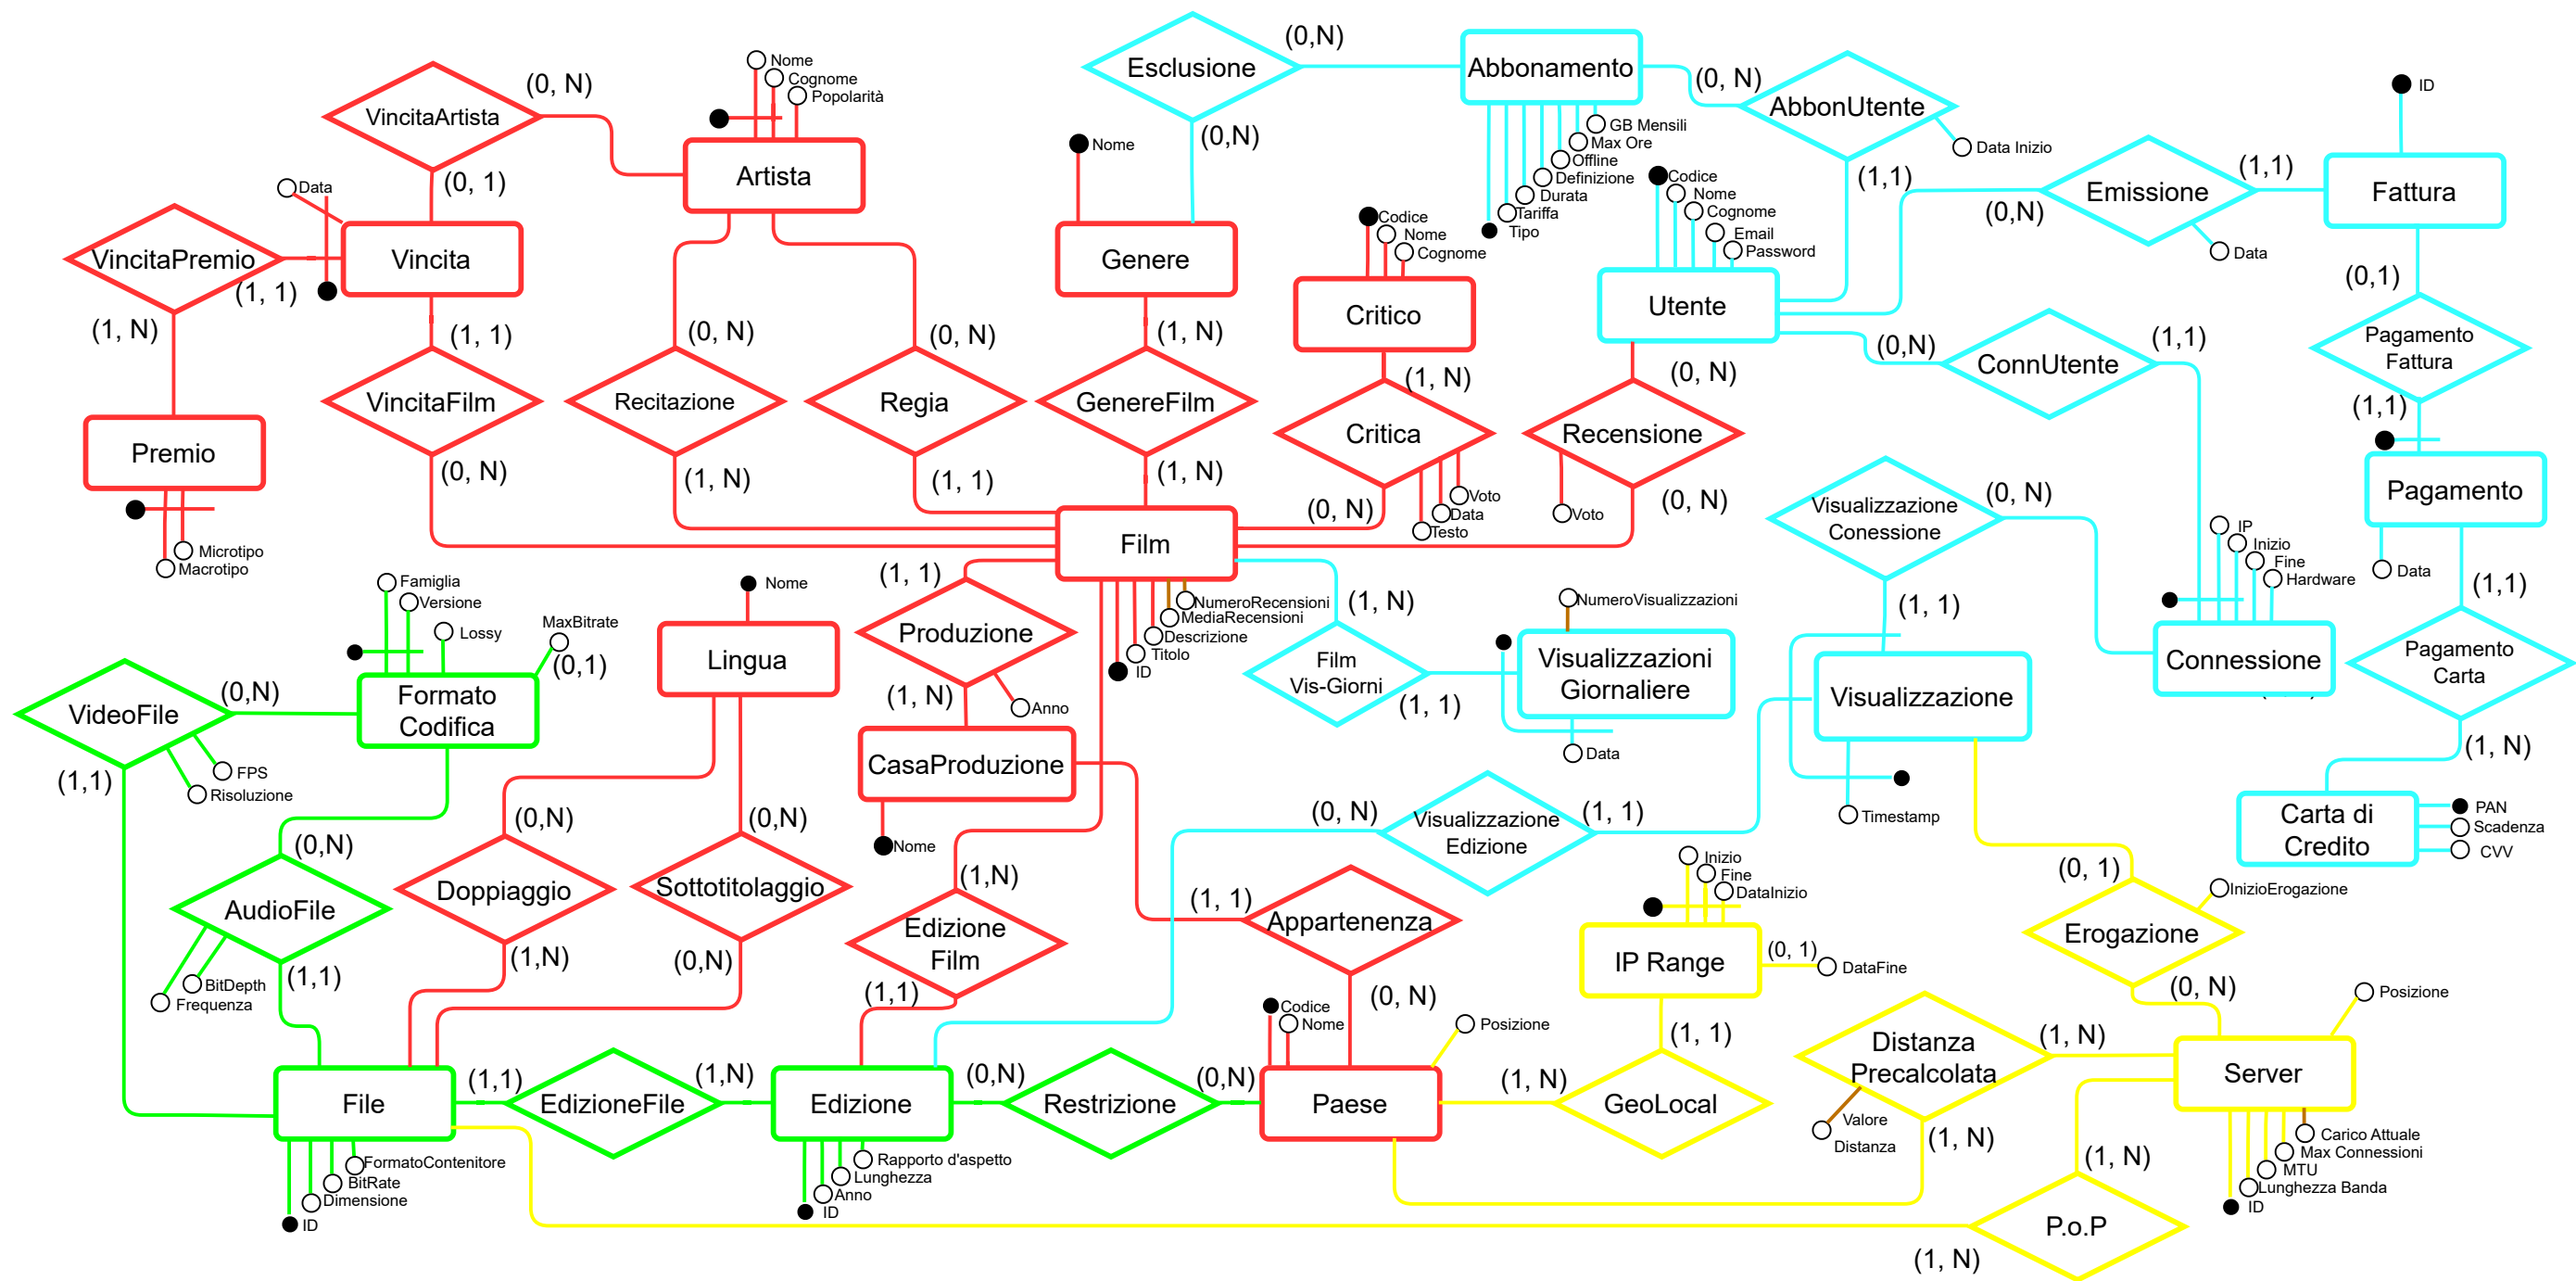 Esclusione
(0,N)
(0,N)
Abbonamento
(0, N)
AbbonUtente
Data Inizio
(1,1)
GB Mensili
Max Ore
Offline
Definizione
Durata
Tariffa
Tipo
ID
Emissione
(1,1)
(0,N)
Data
Fattura
(0,1)
Pagamento
Fattura
(1,1)
Pagamento
Data
(1,1)
Pagamento
Carta
(1, N)
Carta di
Credito
PAN
Scadenza
CVV
VincitaArtista
(0, N)
(0, 1)
Nome
Cognome
Popolarità
Artista
Data
Vincita
VincitaPremio
(1, 1)
(1, N)
Premio
Microtipo
Macrotipo
(1, 1)
VincitaFilm
(0, N)
(0, N)
Recitazione
(1, N)
(0, N)
Regia
(1, 1)
Nome
Genere
(1, N)
GenereFilm
(1, N)
Codice
Nome
Cognome
Critico
(1, N)
Critica
(0, N)
Voto
Data
Testo
Codice
Nome
Cognome
Email
Password
Utente
(0, N)
Recensione
(0, N)
Voto
(0,N)
ConnUtente
(1,1)
Visualizzazione
Conessione
(0, N)
(1, 1)
IP
Inizio
Fine
Hardware
Connessione
Film
NumeroRecensioni
MediaRecensioni
Descrizione
Titolo
ID
(1, 1)
Produzione
(1, N)
Anno
CasaProduzione
Nome
(1, N)
Film
Vis-Giorni
(1, 1)
NumeroVisualizzazioni
Visualizzazioni
Giornaliere
Data
Visualizzazione
Timestamp
(0, N)
Visualizzazione
Edizione
(1, 1)
Famiglia
Versione
Lossy
MaxBitrate
(0,1)
Formato
Codifica
VideoFile
(0,N)
(1,1)
FPS
Risoluzione
(0,N)
AudioFile
(1,1)
BitDepth
Frequenza
Nome
Lingua
(0,N)
Doppiaggio
(1,N)
(0,N)
Sottotitolaggio
(0,N)
(1,N)
Edizione
Film
(1,1)
(1, 1)
Appartenenza
(0, N)
Inizio
Fine
DataInizio
IP Range
(0, 1)
DataFine
(1, 1)
GeoLocal
(1, N)
(0, 1)
InizioErogazione
Erogazione
(0, N)
Posizione
Distanza
Precalcolata
(1, N)
(1, N)
Valore
Distanza
Server
Carico Attuale
Max Connessioni
MTU
Lunghezza Banda
ID
(1, N)
P.o.P
(1, N)
File
FormatoContenitore
BitRate
Dimensione
ID
(1,1)
EdizioneFile
(1,N)
Edizione
Rapporto d'aspetto
Lunghezza
Anno
ID
(0,N)
Restrizione
(0,N)
Codice
Nome
Posizione
Paese